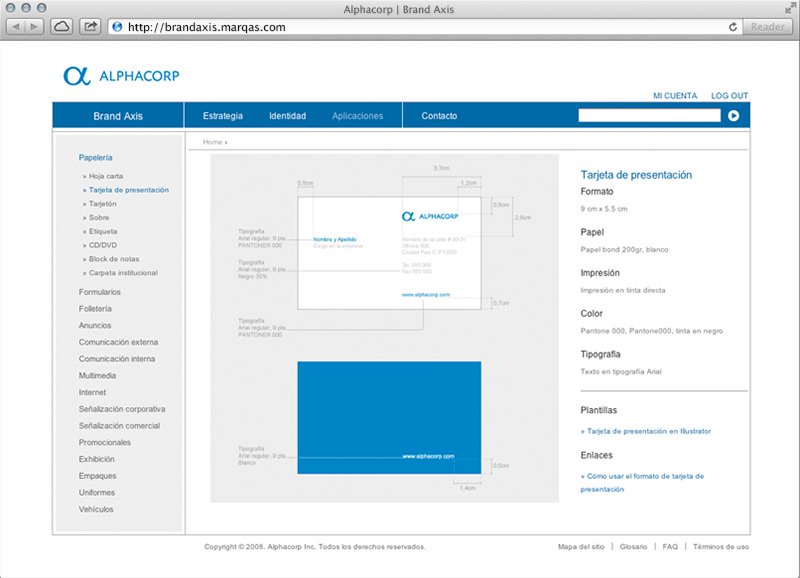 Alphacorp | Brand Axis
http://brandaxis.marqas.com
Reader
α ALPHACORP
MI CUENTA LOG OUT
Brand Axis
Estrategia Identidad Aplicaciones Contacto
Home »
Papelería
» Hoja carta
» Tarjeta de presentación
» Tarjetón
» Sobre
» Etiqueta
» CD/DVD
» Block de notas
» Carpeta institucional
Formularios
Folletería
Anuncios
Comunicación externa
Comunicación interna
Multimedia
Internet
Señalización corporativa
Señalización comercial
Promocionales
Exhibición
Empaques
Uniformes
Vehículos
3,7cm
0,8cm
1,2cm
0,8cm
2,8cm
α ALPHACORP
Tipografía
Arial regular, 9 pts
PANTONE® 000
Nombre y Apellido
Cargo en la empresa
Nombre de la calle # 65-31
Oficina 000
Ciudad País C.P.10000
Tipografía
Arial regular, 9 pts
Negro 30%
Tel. 555.000
Fax 555.000
www.alphacorp.com
0,7cm
Tipografía
Arial regular, 9 pts
PANTONE® 000
Tipografía
Arial regular, 9 pts
Blanco
www.alphacorp.com
0,5cm
1,4cm
Tarjeta de presentación
Formato
9 cm x 5.5 cm
Papel
Papel bond 200gr, blanco
Impresión
Impresión en tinta directa
Color
Pantone 000, Pantone000, tinta en negro
Tipografía
Texto en tipografía Arial
Plantillas
» Tarjeta de presentación en Illustrator
Enlaces
» Cómo usar el formato de tarjeta de
presentación
Copyright © 2008. Alphacorp Inc. Todos los derechos reservados.
Mapa del sitio | Glosario | FAQ | Términos de uso